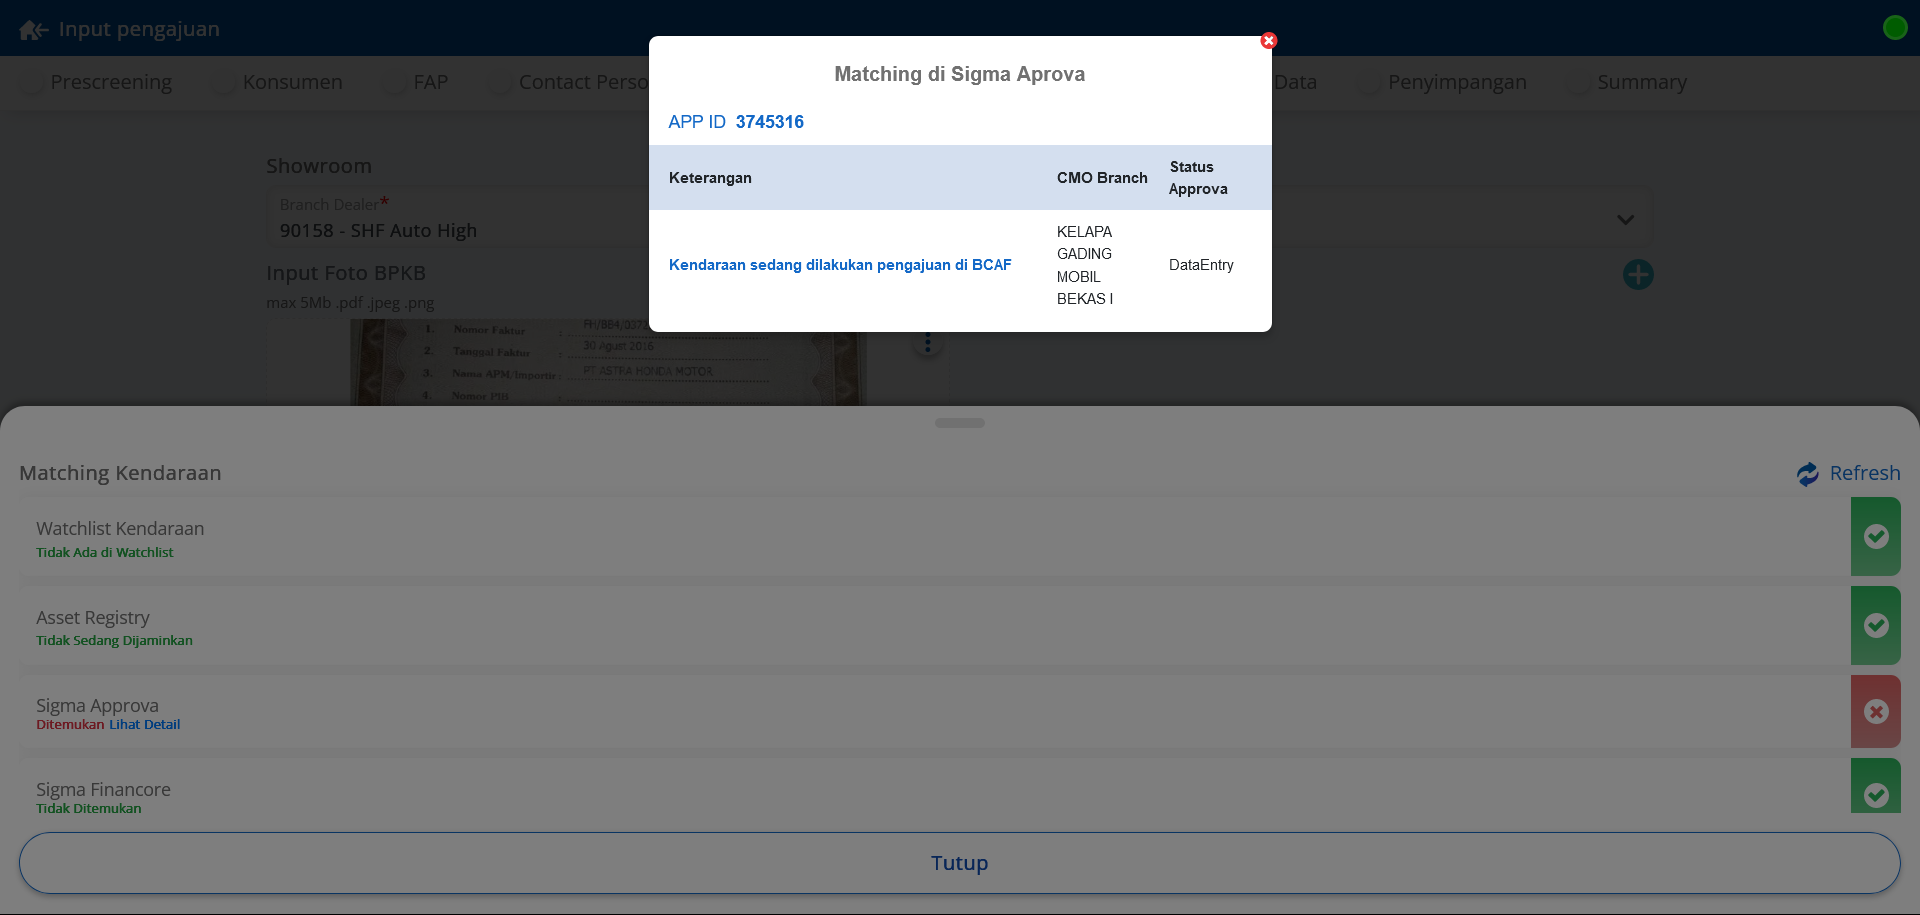 Input pengajuan
Prescreening Konsumen FAP Contact Perso Data Penyimpangan Summary
Matching di Sigma Aprova
APP ID 3745316
Keterangan CMO Branch Status Approva
Kendaraan sedang dilakukan pengajuan di BCAF KELAPA GADING MOBIL BEKAS I DataEntry
Showroom
Branch Dealer*
90158 - SHF Auto High
Input Foto BPKB
max 5Mb .pdf .jpeg .png
1. Nomor Faktur :
2. Tanggal Faktur : 30 Agust 2016
3. Nama APM/Importir : PT ASTRA HONDA MOTOR
4. Nomor PIB :
Matching Kendaraan
Refresh
Watchlist Kendaraan
Tidak Ada di Watchlist
Asset Registry
Tidak Sedang Dijaminkan
Sigma Approva
Ditemukan Lihat Detail
Sigma Financore
Tidak Ditemukan
Tutup